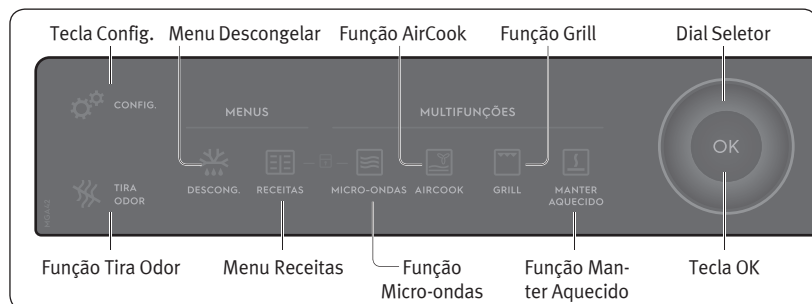 Tecla Config. Menu Descongelar Função AirCook Função Grill Dial Seletor
CONFIG.
MENUS MULTIFUNÇÕES
OK
TIRA
ODOR
DESCONG. RECEITAS MICRO-ONDAS AIRCOOK GRILL MANTER
AQUECIDO
Função Tira Odor Menu Receitas Função
Micro-ondas Função Man-
ter Aquecido Tecla OK